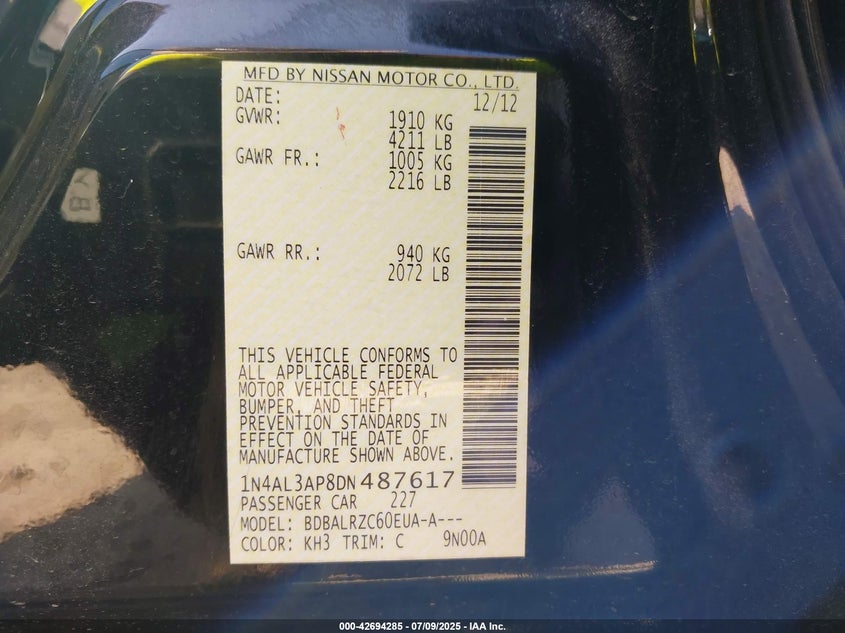 MFD BY NISSAN MOTOR CO., LTD.
DATE: 12/12
GVWR: 1910 KG
4211 LB
GAWR FR.: 1005 KG
2216 LB
GAWR RR.: 940 KG
2072 LB
THIS VEHICLE CONFORMS TO
ALL APPLICABLE FEDERAL
MOTOR VEHICLE SAFETY,
BUMPER, AND THEFT
PREVENTION STANDARDS IN
EFFECT ON THE DATE OF
MANUFACTURE SHOWN ABOVE.
1N4AL3AP8DN487617
PASSENGER CAR 227
MODEL: BDBALRZC60EUA-A---
COLOR: KH3 TRIM: C 9N00A
000-42694285 - 07/09/2025 - IAA Inc.